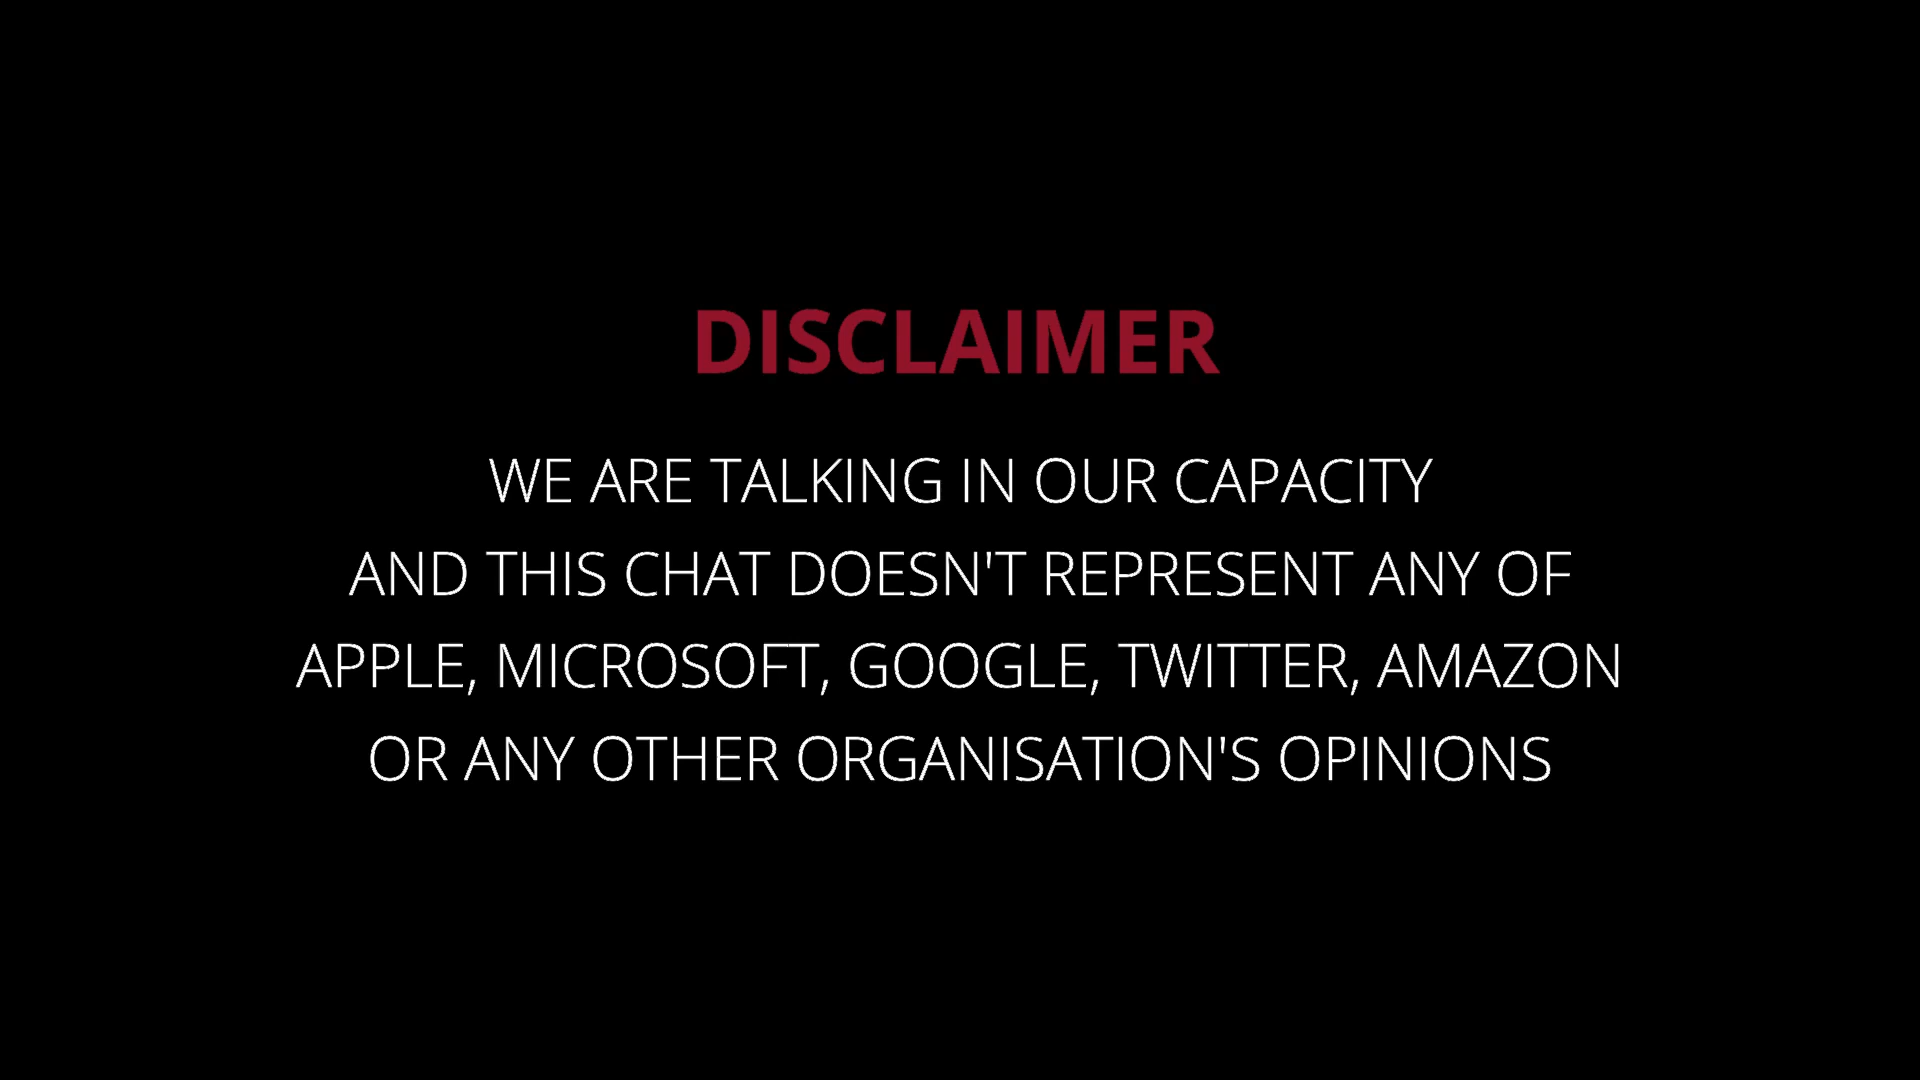 DISCLAIMER
WE ARE TALKING IN OUR CAPACITY
AND THIS CHAT DOESN'T REPRESENT ANY OF
APPLE, MICROSOFT, GOOGLE, TWITTER, AMAZON
OR ANY OTHER ORGANISATION'S OPINIONS